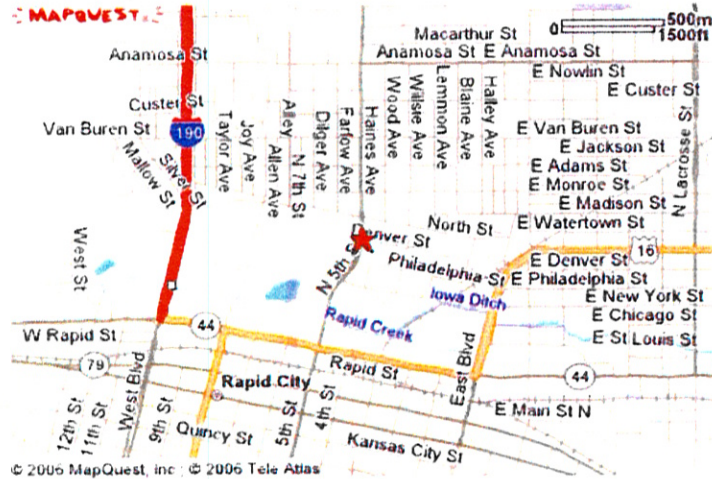 MAPQUEST
0 500m
1500ft
Macarthur St
Anamosa St
Anamosa St E Anamosa St
E Nowlin St
E Custer St
Custer St
Van Buren St
190
Mallow St
Silver St
Taylor Ave
Joy Ave
Allen Ave
Alley
N 7th St
Dilger Ave
Farlow Ave
Haines Ave
Wood Ave
Willsie Ave
Lemmon Ave
Blaine Ave
Halley Ave
E Van Buren St
E Jackson St
E Adams St
E Monroe St
E Madison St
N Lacrosse St
North St
E Watertown St
Denver St
West St
N 5th
Philadelphia St
16
E Denver St
E Philadelphia St
Iowa Ditch
E New York St
E Chicago St
E St Louis St
Rapid Creek
44
W Rapid St
79
Rapid St
Rapid City
West Blvd
East Blvd
44
E Main St N
12th St
11th St
9th St
Quincy St
5th St
4th St
Kansas City St
© 2006 MapQuest, inc ; © 2006 Tele Atlas